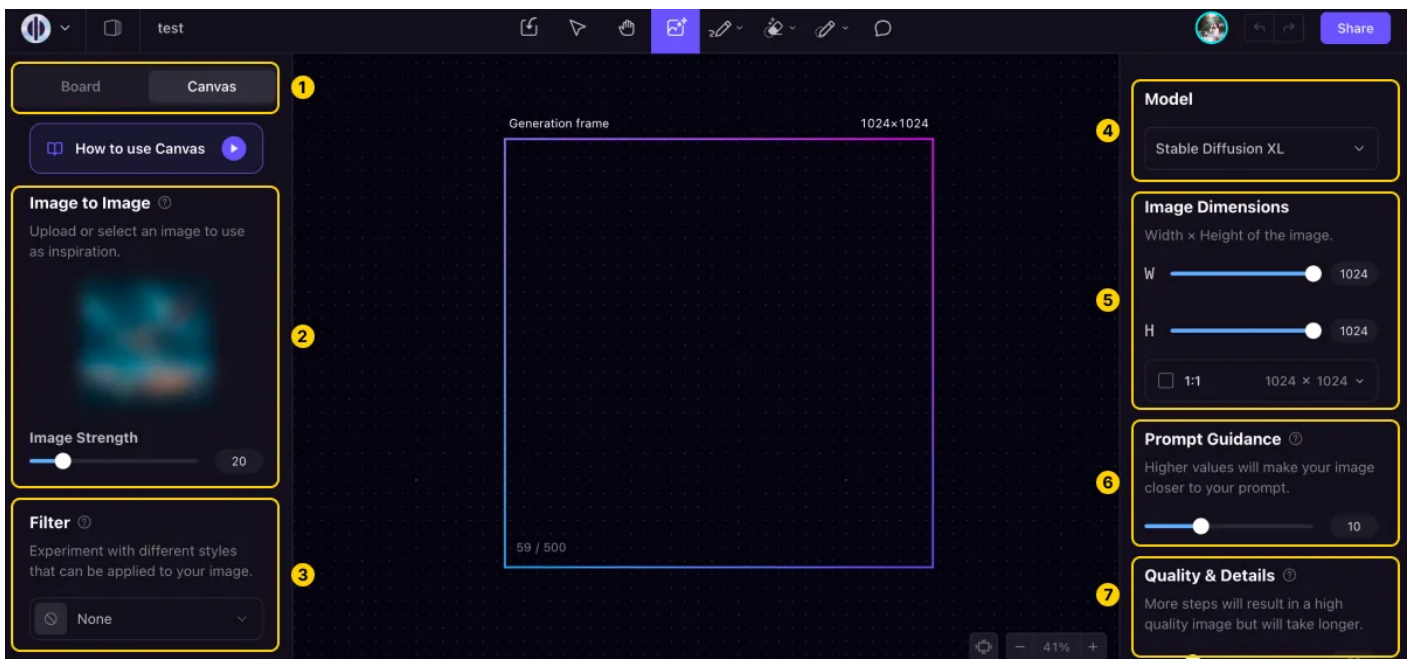 test
Share
Board
Canvas
1
How to use Canvas
Image to Image
Upload or select an image to use
as inspiration.
2
Image Strength
20
Filter
Experiment with different styles
that can be applied to your image.
3
None
Generation frame
1024×1024
59 / 500
41%
Model
4
Stable Diffusion XL
Image Dimensions
Width × Height of the image.
W
1024
5
H
1024
1:1
1024 × 1024
Prompt Guidance
Higher values will make your image
closer to your prompt.
6
10
Quality & Details
7
More steps will result in a high
quality image but will take longer.